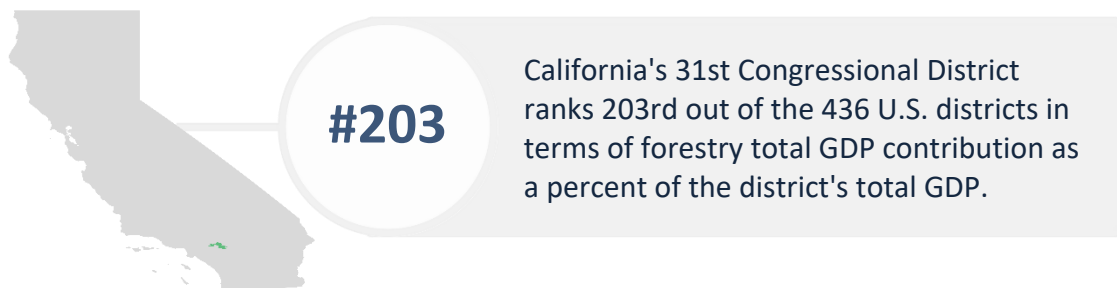 #203
California's 31st Congressional District
ranks 203rd out of the 436 U.S. districts in
terms of forestry total GDP contribution as
a percent of the district's total GDP.